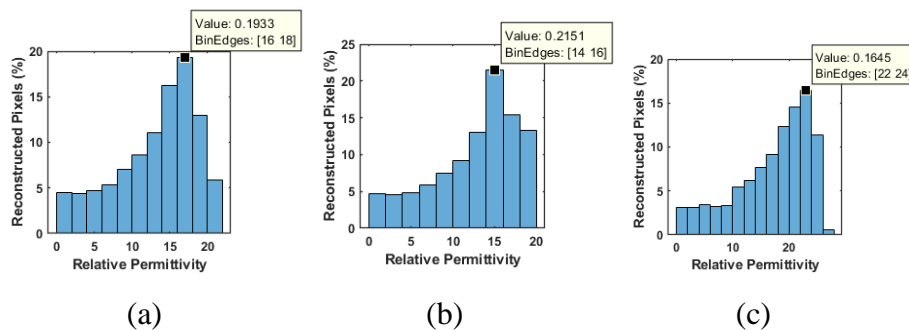 Value: 0.1933
BinEdges: [16 18]
20
15
10
5
0
Reconstructed Pixels (%)
0 5 10 15 20
Relative Permittivity
(a)
Value: 0.2151
BinEdges: [14 16]
25
20
15
10
5
0
Reconstructed Pixels (%)
0 5 10 15 20
Relative Permittivity
(b)
Value: 0.1645
BinEdges: [22 24]
20
15
10
5
0
Reconstructed Pixels (%)
0 10 20
Relative Permittivity
(c)